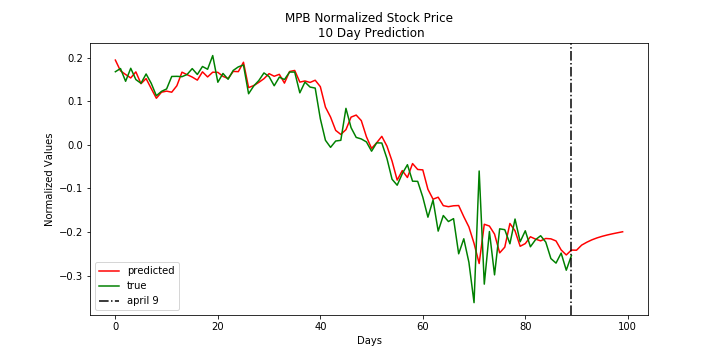 MPB Normalized Stock Price
10 Day Prediction
0.2
0.1
0.0
−0.1
−0.2
−0.3
Normalized Values
predicted
true
april 9
0 20 40 60 80 100
Days